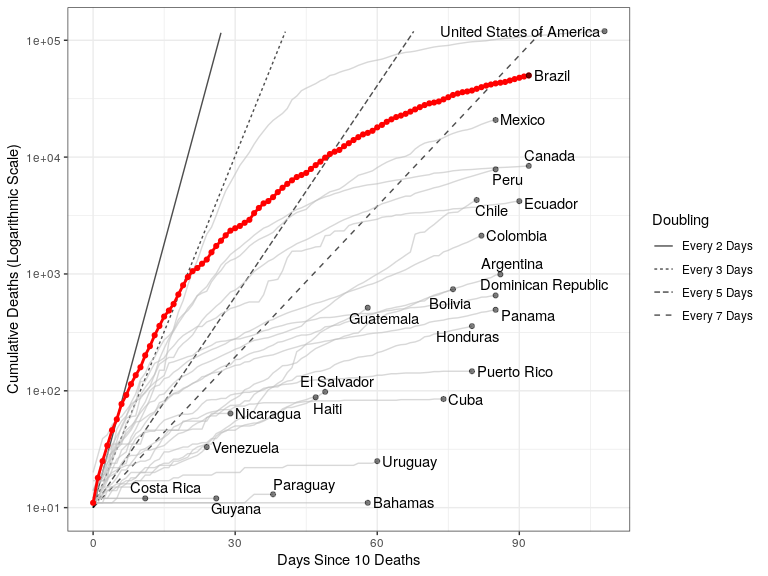 United States of America
1e+05
Brazil
Mexico
1e+04
Canada
Peru
Chile
Ecuador
Colombia
1e+03
Argentina
Dominican Republic
Bolivia
Guatemala
Panama
Honduras
Puerto Rico
El Salvador
1e+02
Cuba
Haiti
Nicaragua
Venezuela
Uruguay
Paraguay
Costa Rica
1e+01
Bahamas
Guyana
0
30
60
90
Days Since 10 Deaths
Cumulative Deaths (Logarithmic Scale)
Doubling
Every 2 Days
Every 3 Days
Every 5 Days
Every 7 Days